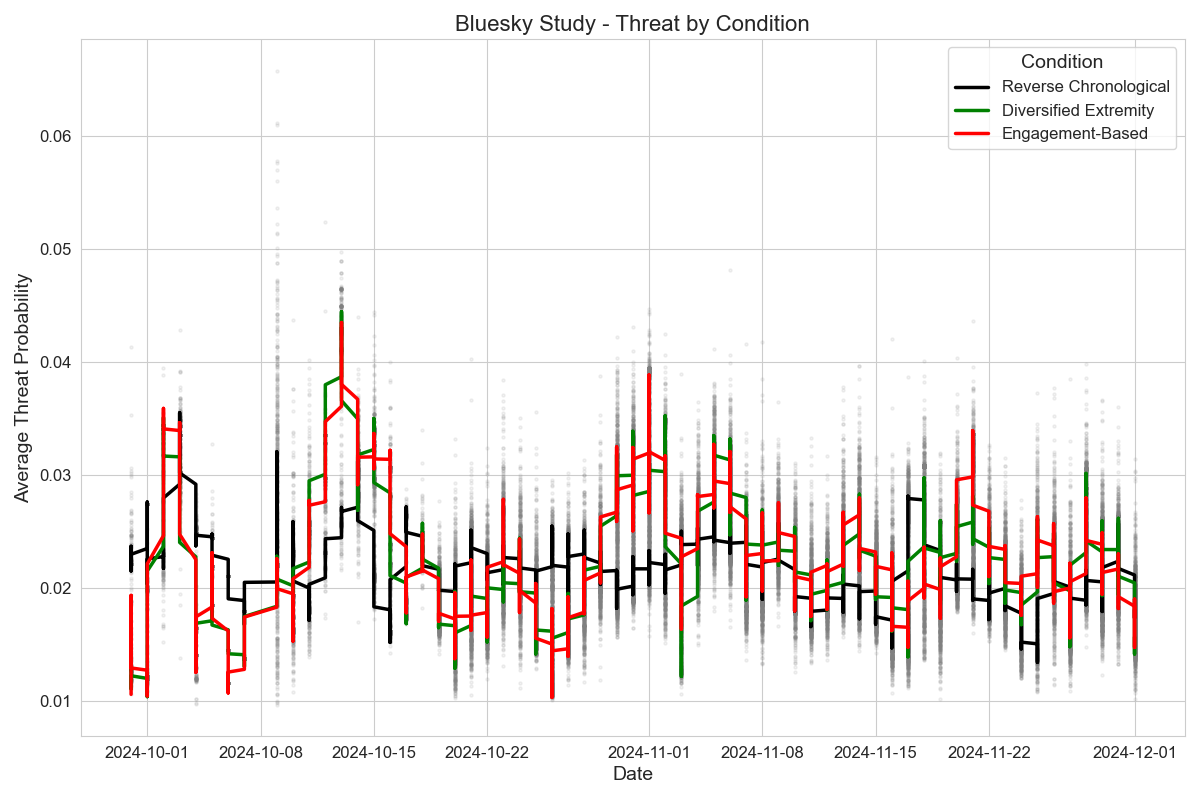 Bluesky Study - Threat by Condition
Condition
Reverse Chronological
Diversified Extremity
Engagement-Based
Average Threat Probability
0.06
0.05
0.04
0.03
0.02
0.01
2024-10-01
2024-10-08
2024-10-15
2024-10-22
2024-11-01
2024-11-08
2024-11-15
2024-11-22
2024-12-01
Date